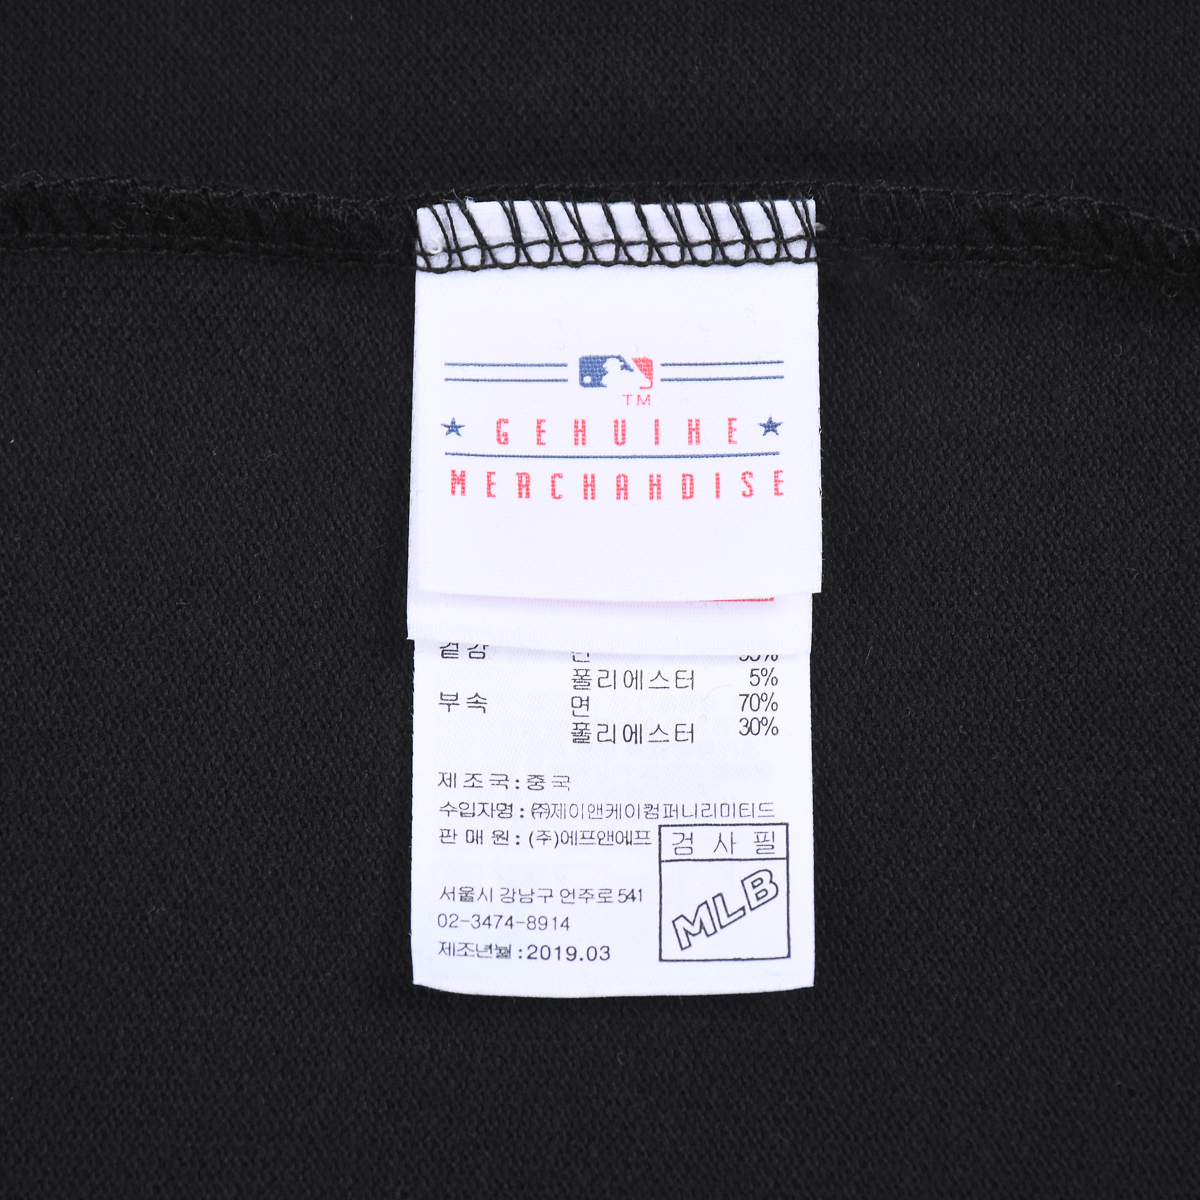 TM
GENUINE
MERCHANDISE
겉감
폴리에스터 5%
부속 면 70%
폴리에스터 30%
제조국:중국
수입자명:㈜제이앤케이컴퍼니리미티드
판매원:(주)에프앤에프
검사필
MLB
서울시 강남구 언주로 541
02-3474-8914
제조년월:2019.03